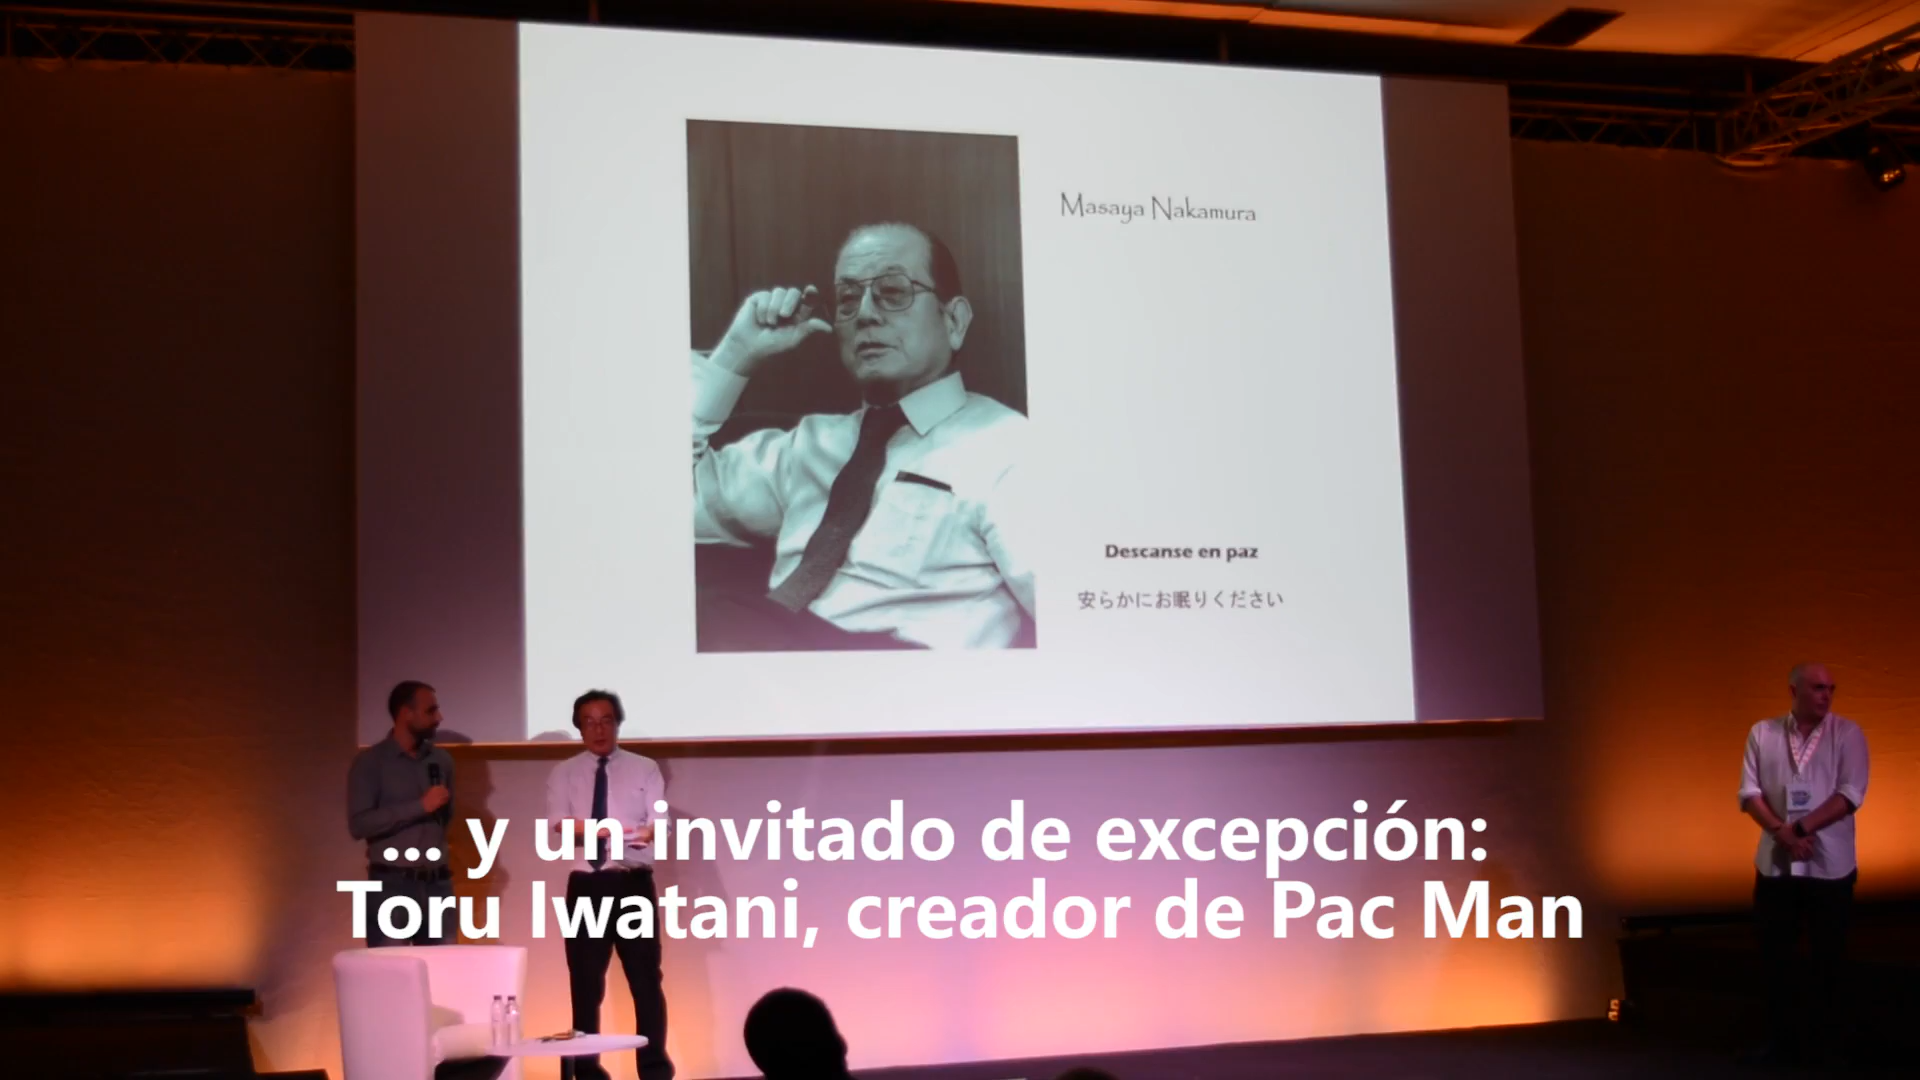 Masaya Nakamura
Descanse en paz
安らかにお眠りください
... y un invitado de excepción:
Toru Iwatani, creador de Pac Man